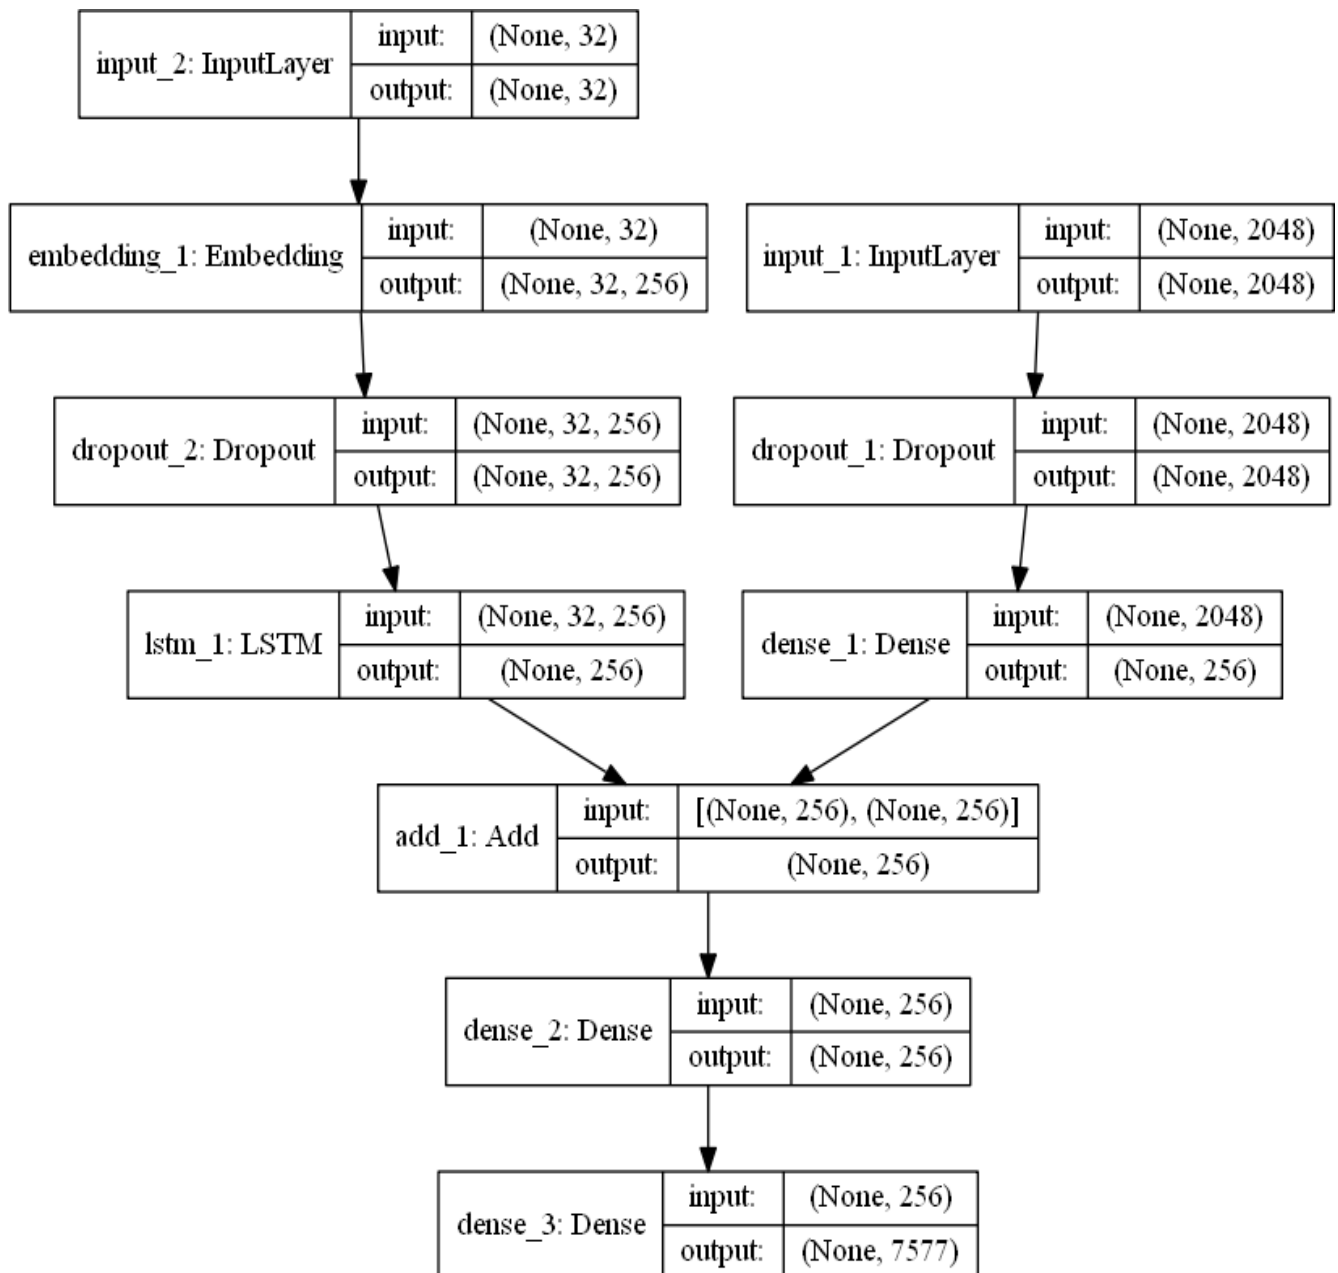 input_2: InputLayer
input: (None, 32)
output: (None, 32)
embedding_1: Embedding
input: (None, 32)
output: (None, 32, 256)
input_1: InputLayer
input: (None, 2048)
output: (None, 2048)
dropout_2: Dropout
input: (None, 32, 256)
output: (None, 32, 256)
dropout_1: Dropout
input: (None, 2048)
output: (None, 2048)
lstm_1: LSTM
input: (None, 32, 256)
output: (None, 256)
dense_1: Dense
input: (None, 2048)
output: (None, 256)
add_1: Add
input: [(None, 256), (None, 256)]
output: (None, 256)
dense_2: Dense
input: (None, 256)
output: (None, 256)
dense_3: Dense
input: (None, 256)
output: (None, 7577)